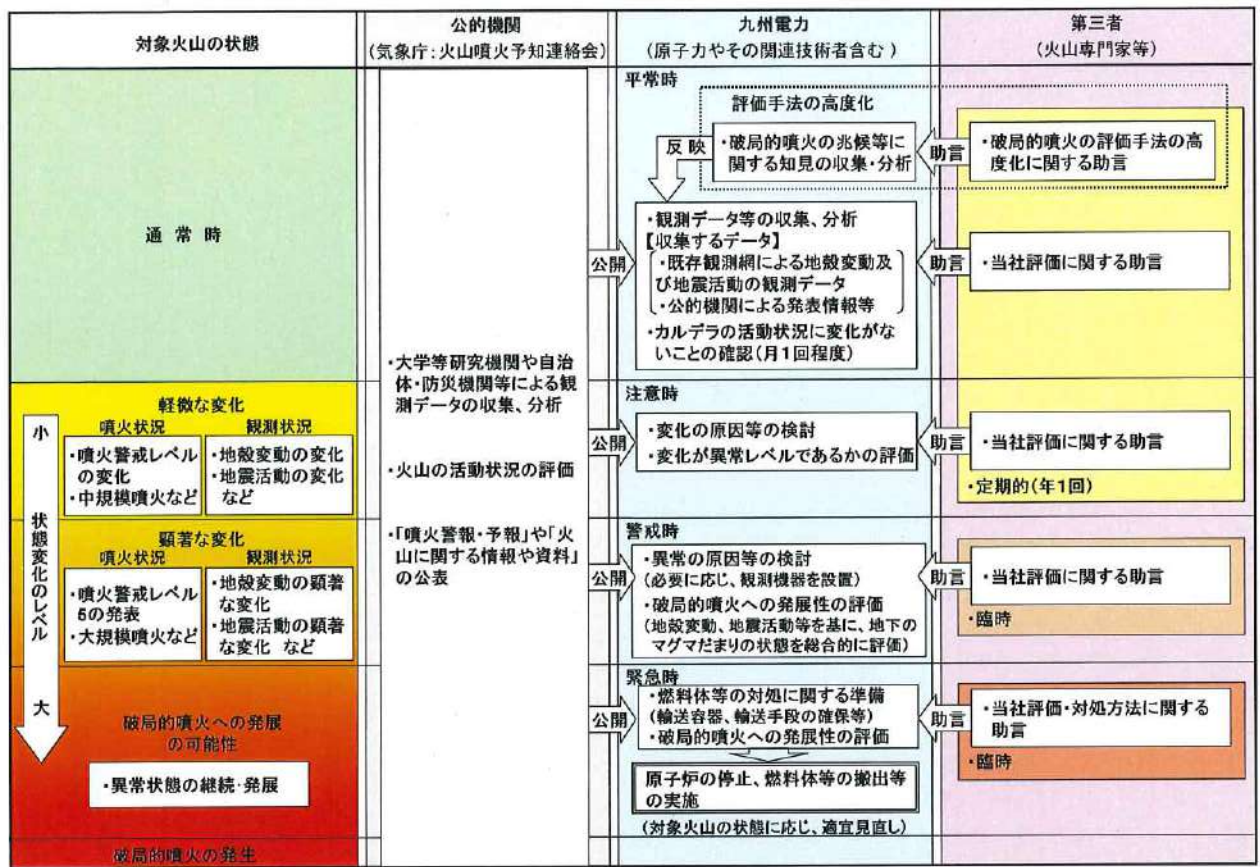 対象火山の状態
公的機関
(気象庁:火山噴火予知連絡会)
九州電力
(原子力やその関連技術者含む)
第三者
(火山専門家等)
通常時
小
状態変化のレベル
大
軽微な変化
噴火状況
・噴火警戒レベル
の変化
・中規模噴火など
観測状況
・地殻変動の変化
・地震活動の変化
など
顕著な変化
噴火状況
・噴火警戒レベル
5の発表
・大規模噴火など
観測状況
・地殻変動の顕著
な変化
・地震活動の顕著
な変化 など
破局的噴火への発展
の可能性
・異常状態の継続・発展
破局的噴火の発生
・大学等研究機関や自治
体・防災機関等による観
測データの収集、分析
・火山の活動状況の評価
・「噴火警報・予報」や「火
山に関する情報や資料」
の公表
平常時
評価手法の高度化
反映
・破局的噴火の兆候等に
関する知見の収集・分析
助言
・破局的噴火の評価手法の高
度化に関する助言
公開
・観測データ等の収集、分析
【収集するデータ】
・既存観測網による地殻変動及
び地震活動の観測データ
・公的機関による発表情報等
・カルデラの活動状況に変化がな
いことの確認(月1回程度)
助言
・当社評価に関する助言
注意時
公開
・変化の原因等の検討
・変化が異常レベルであるかの評価
助言
・当社評価に関する助言
・定期的(年1回)
警戒時
公開
・異常の原因等の検討
(必要に応じ、観測機器を設置)
・破局的噴火への発展性の評価
(地殻変動、地震活動等を基に、地下の
マグマだまりの状態を総合的に評価)
助言
・当社評価に関する助言
・臨時
緊急時
公開
・燃料体等の対処に関する準備
(輸送容器、輸送手段の確保等)
・破局的噴火への発展性の評価
助言
・当社評価・対処方法に関する
助言
・臨時
原子炉の停止、燃料体等の搬出等
の実施
(対象火山の状態に応じ、適宜見直し)